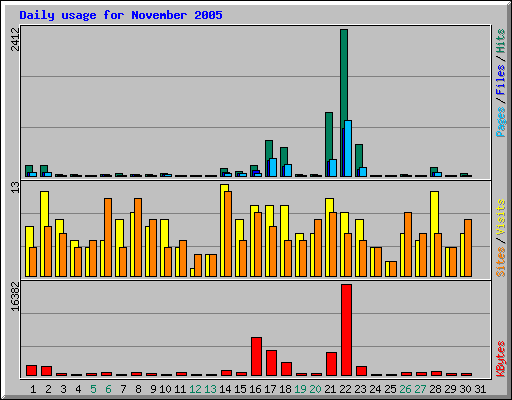 Daily usage for November 2005
2412
Pages / Files / Hits
13
Sites / Visits
16382
KBytes
1 2 3 4 5 6 7 8 9 10 11 12 13 14 15 16 17 18 19 20 21 22 23 24 25 26 27 28 29 30 31